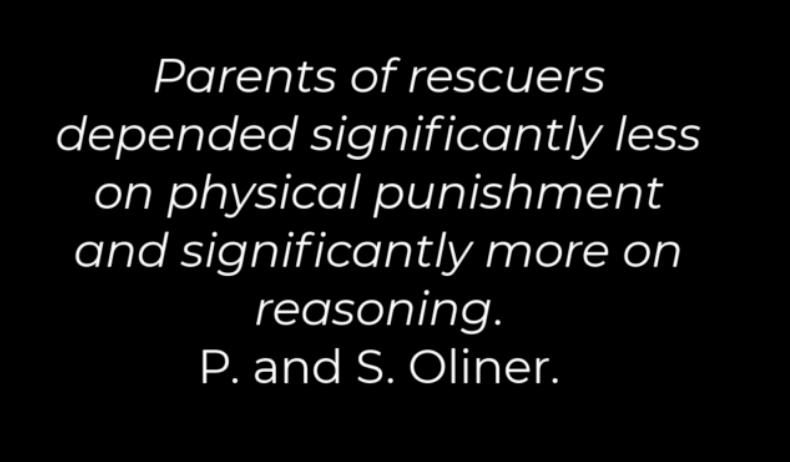 Parents of rescuers
depended significantly less
on physical punishment
and significantly more on
reasoning.
P. and S. Oliner.